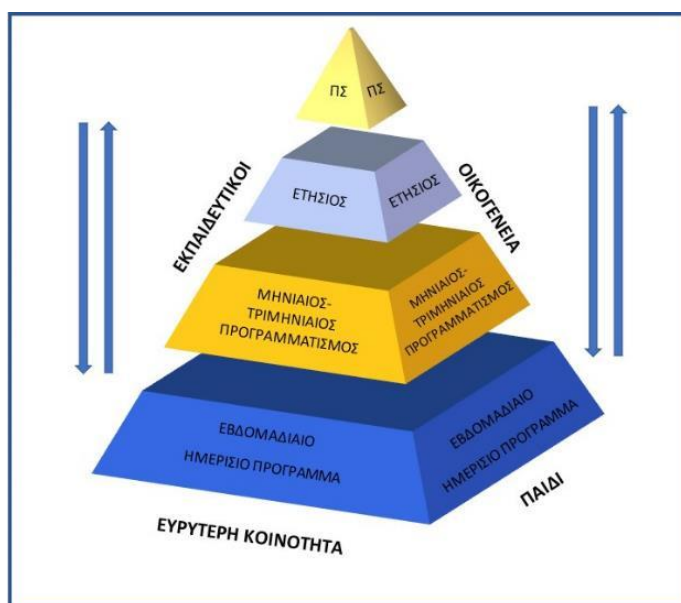 ΠΣ
ΠΣ
ΕΚΠΑΙΔΕΥΤΙΚΟΙ
ΟΙΚΟΓΕΝΕΙΑ
ΕΤΗΣΙΟΣ
ΕΤΗΣΙΟΣ
ΜΗΝΙΑΙΟΣ-
ΤΡΙΜΗΝΙΑΙΟΣ
ΠΡΟΓΡΑΜΜΑΤΙΣΜΟΣ
ΜΗΝΙΑΙΟΣ-
ΤΡΙΜΗΝΙΑΙΟΣ
ΠΡΟΓΡΑΜΜΑΤΙΣΜΟΣ
ΕΒΔΟΜΑΔΙΑΙΟ
ΗΜΕΡΙΣΙΟ ΠΡΟΓΡΑΜΜΑ
ΕΒΔΟΜΑΔΙΑΙΟ
ΗΜΕΡΙΣΙΟ ΠΡΟΓΡΑΜΜΑ
ΕΥΡΥΤΕΡΗ ΚΟΙΝΟΤΗΤΑ
ΠΑΙΔΙ